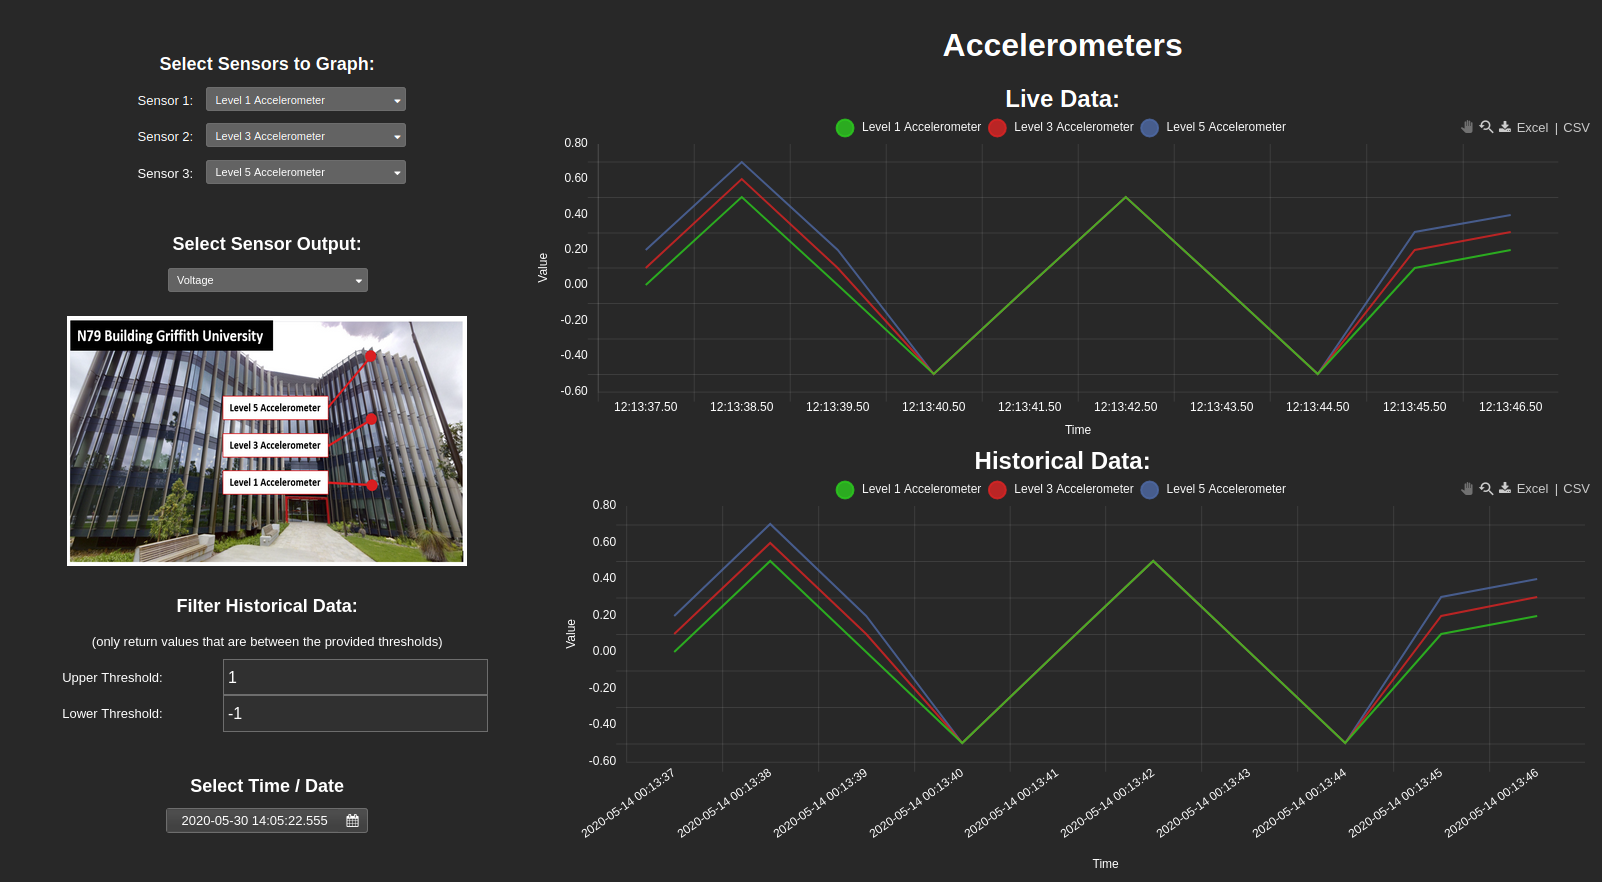 Select Sensors to Graph:
Sensor 1: Level 1 Accelerometer
Sensor 2: Level 3 Accelerometer
Sensor 3: Level 5 Accelerometer
Select Sensor Output:
Voltage
N79 Building Griffith University
Level 5 Accelerometer
Level 3 Accelerometer
Level 1 Accelerometer
Filter Historical Data:
(only return values that are between the provided thresholds)
Upper Threshold: 1
Lower Threshold: -1
Select Time / Date
2020-05-30 14:05:22.555
Accelerometers
Live Data:
Level 1 Accelerometer Level 3 Accelerometer Level 5 Accelerometer
Excel | CSV
0.80
0.60
0.40
0.20
0.00
-0.20
-0.40
-0.60
Value
12:13:37.50 12:13:38.50 12:13:39.50 12:13:40.50 12:13:41.50 12:13:42.50 12:13:43.50 12:13:44.50 12:13:45.50 12:13:46.50
Time
Historical Data:
Level 1 Accelerometer Level 3 Accelerometer Level 5 Accelerometer
Excel | CSV
0.80
0.60
0.40
0.20
0.00
-0.20
-0.40
-0.60
Value
2020-05-14 00:13:37 2020-05-14 00:13:38 2020-05-14 00:13:39 2020-05-14 00:13:40 2020-05-14 00:13:41 2020-05-14 00:13:42 2020-05-14 00:13:43 2020-05-14 00:13:44 2020-05-14 00:13:45 2020-05-14 00:13:46
Time